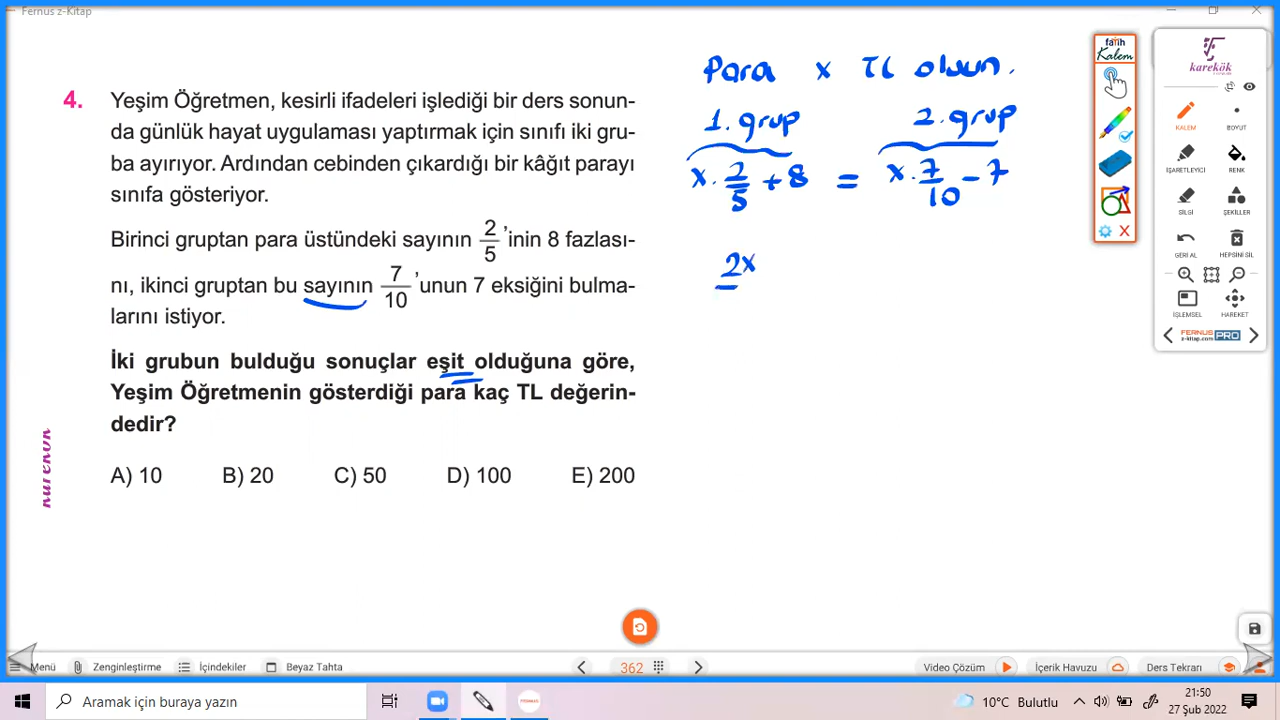 Fernus z-Kitap
Para x TL olsun.
1. grup 2. grup
x · 2/5 + 8 = x · 7/10 - 7
2x
4. Yeşim Öğretmen, kesirli ifadeleri işlediği bir ders sonun-
da günlük hayat uygulaması yaptırmak için sınıfı iki gru-
ba ayırıyor. Ardından cebinden çıkardığı bir kâğıt parayı
sınıfa gösteriyor.
Birinci gruptan para üstündeki sayının 2/5'inin 8 fazlası-
nı, ikinci gruptan bu sayının 7/10'unun 7 eksiğini bulma-
larını istiyor.
İki grubun bulduğu sonuçlar eşit olduğuna göre,
Yeşim Öğretmenin gösterdiği para kaç TL değerin-
dedir?
A) 10 B) 20 C) 50 D) 100 E) 200
karekök
fatih
Kalem
karekök
KALEM BOYUT
İŞARETLEYİCİ RENK
SİLGİ ŞEKİLLER
GERİ AL HEPSİNİ SİL
İŞLEMSEL HAREKET
FERNUS
z-kitap.com PRO
Menü Zenginleştirme İçindekiler Beyaz Tahta 362 Video Çözüm İçerik Havuzu Ders Tekrarı
Aramak için buraya yazın 10°C Bulutlu 21:50
27 Şub 2022